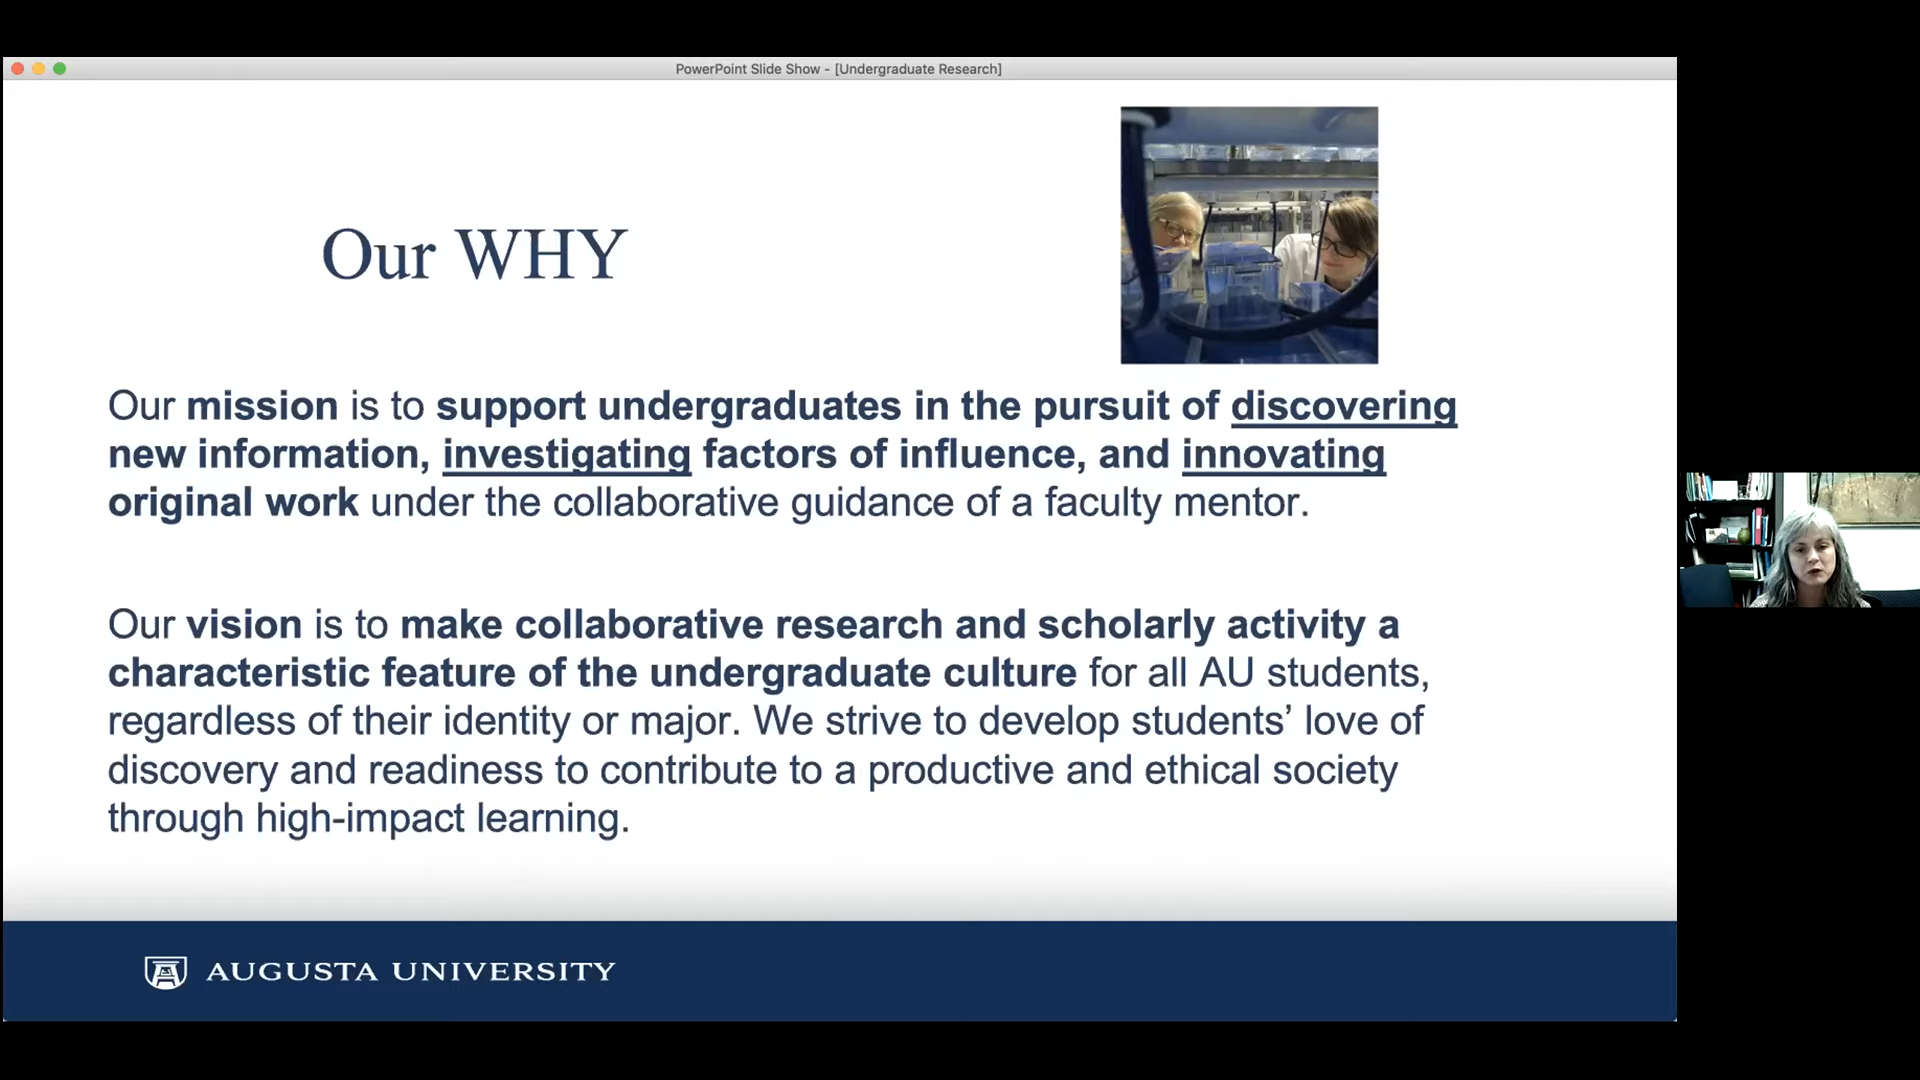 PowerPoint Slide Show - [Undergraduate Research]
Our WHY
Our mission is to support undergraduates in the pursuit of discovering
new information, investigating factors of influence, and innovating
original work under the collaborative guidance of a faculty mentor.
Our vision is to make collaborative research and scholarly activity a
characteristic feature of the undergraduate culture for all AU students,
regardless of their identity or major. We strive to develop students’ love of
discovery and readiness to contribute to a productive and ethical society
through high-impact learning.
AUGUSTA UNIVERSITY